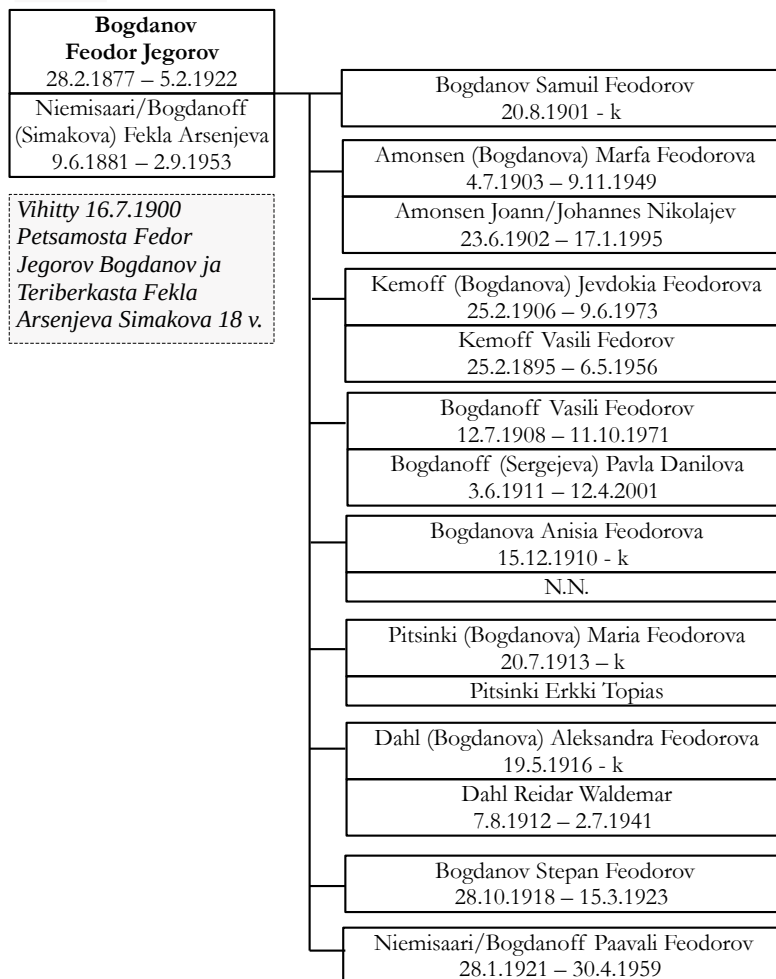 Bogdanov
Feodor Jegorov
28.2.1877 – 5.2.1922
Niemisaari/Bogdanoff
(Simakova) Fekla Arsenjeva
9.6.1881 – 2.9.1953
Vihitty 16.7.1900
Petsamosta Fedor
Jegorov Bogdanov ja
Teriberkasta Fekla
Arsenjeva Simakova 18 v.
Bogdanov Samuil Feodorov
20.8.1901 - k
Amonsen (Bogdanova) Marfa Feodorova
4.7.1903 – 9.11.1949
Amonsen Joann/Johannes Nikolajev
23.6.1902 – 17.1.1995
Kemoff (Bogdanova) Jevdokia Feodorova
25.2.1906 – 9.6.1973
Kemoff Vasili Fedorov
25.2.1895 – 6.5.1956
Bogdanoff Vasili Feodorov
12.7.1908 – 11.10.1971
Bogdanoff (Sergejeva) Pavla Danilova
3.6.1911 – 12.4.2001
Bogdanova Anisia Feodorova
15.12.1910 - k
N.N.
Pitsinki (Bogdanova) Maria Feodorova
20.7.1913 – k
Pitsinki Erkki Topias
Dahl (Bogdanova) Aleksandra Feodorova
19.5.1916 - k
Dahl Reidar Waldemar
7.8.1912 – 2.7.1941
Bogdanov Stepan Feodorov
28.10.1918 – 15.3.1923
Niemisaari/Bogdanoff Paavali Feodorov
28.1.1921 – 30.4.1959